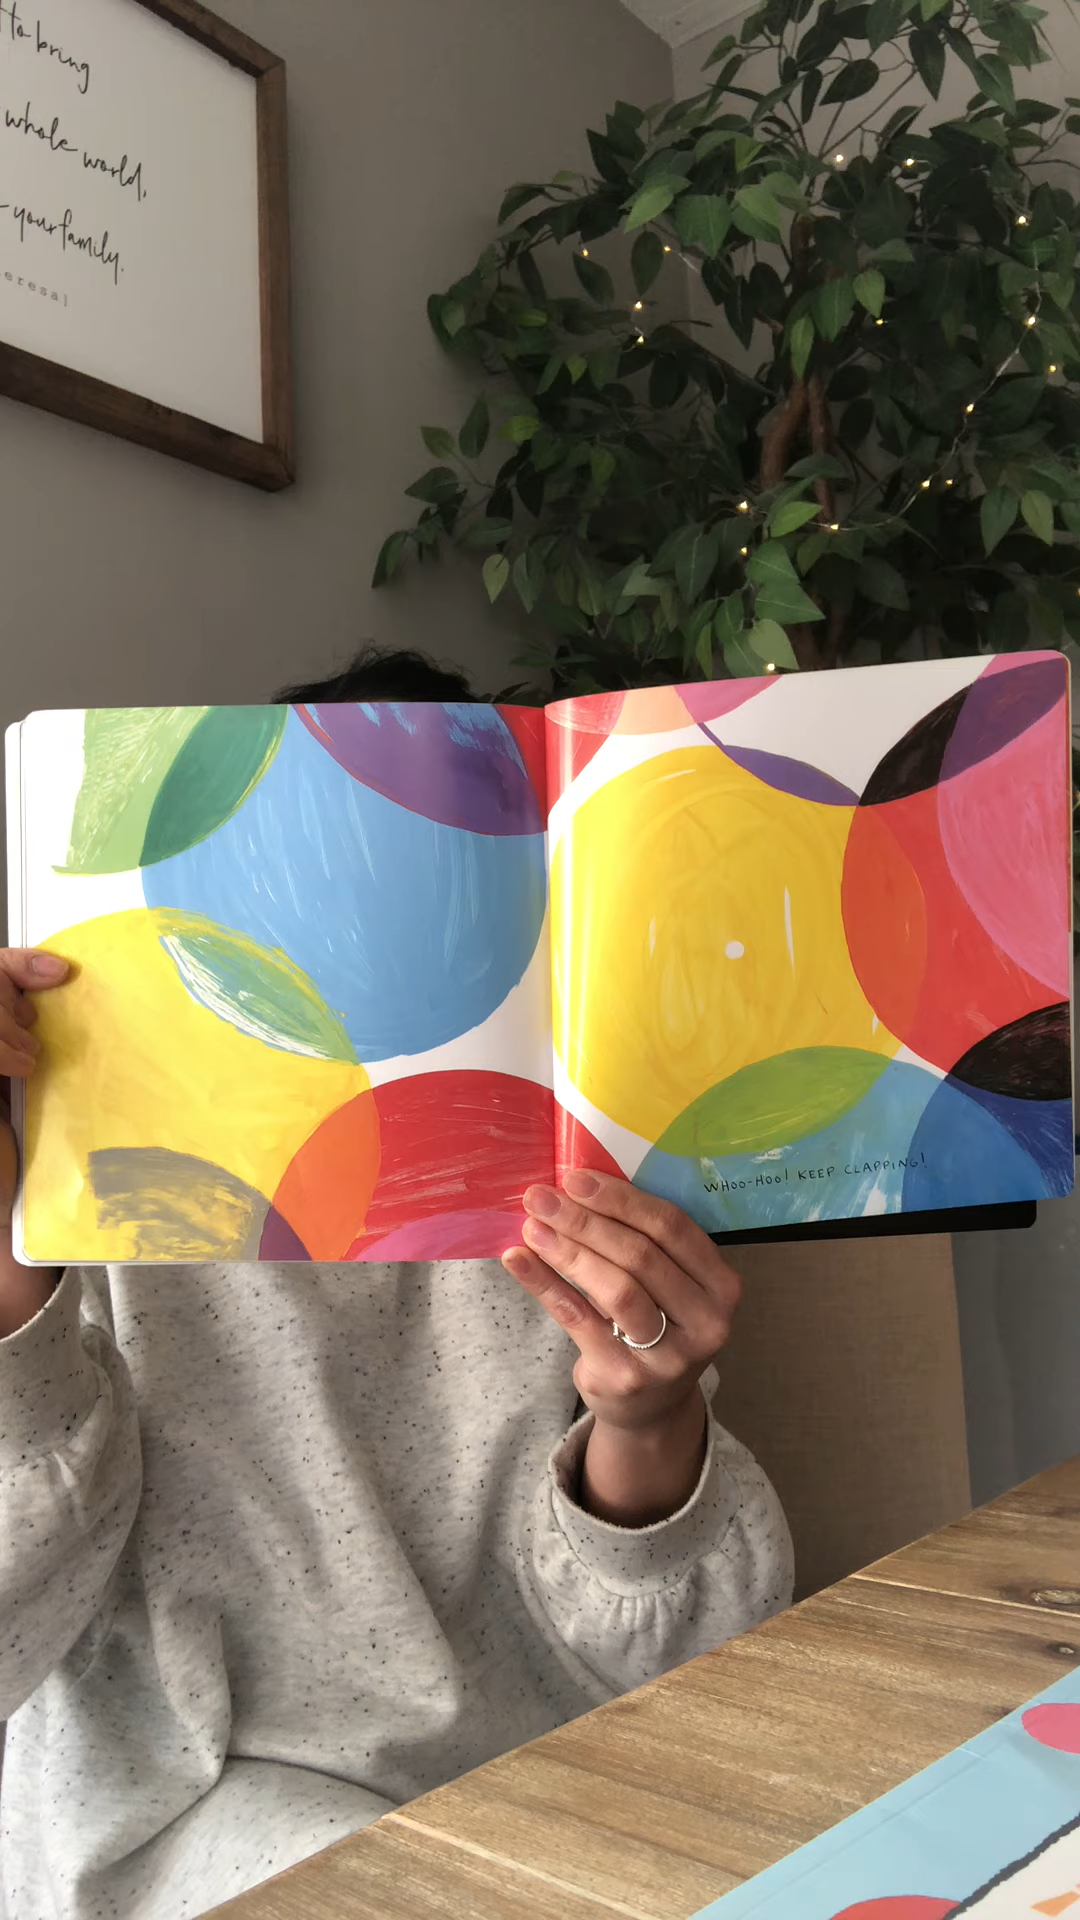 to bring
whole world,
your family.
eresa]
WHOO-HOO! KEEP CLAPPING!